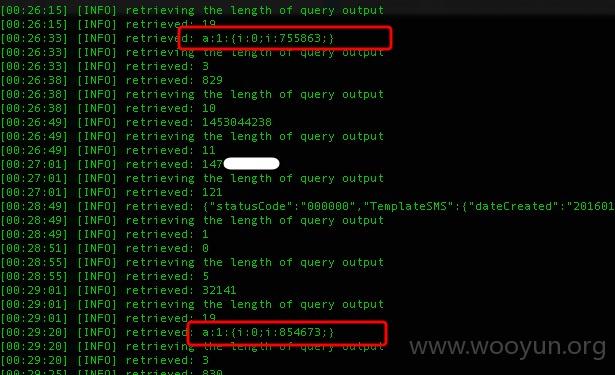 [00:26:15] [INFO] retrieving the length of query output
[00:26:15] [INFO] retrieved: 19
[00:26:33] [INFO] retrieved: a:1:{i:0;i:755863;}
[00:26:33] [INFO] retrieving the length of query output
[00:26:33] [INFO] retrieved: 3
[00:26:38] [INFO] retrieved: 829
[00:26:38] [INFO] retrieving the length of query output
[00:26:38] [INFO] retrieved: 10
[00:26:49] [INFO] retrieved: 1453044238
[00:26:49] [INFO] retrieving the length of query output
[00:26:49] [INFO] retrieved: 11
[00:27:01] [INFO] retrieved: 147
[00:27:01] [INFO] retrieving the length of query output
[00:27:01] [INFO] retrieved: 121
[00:28:49] [INFO] retrieved: {"statusCode":"000000","TemplateSMS":{"dateCreated":"201601
[00:28:49] [INFO] retrieving the length of query output
[00:28:49] [INFO] retrieved: 1
[00:28:51] [INFO] retrieved: 0
[00:28:51] [INFO] retrieving the length of query output
[00:28:55] [INFO] retrieved: 5
[00:29:01] [INFO] retrieved: 32141
[00:29:01] [INFO] retrieving the length of query output
[00:29:01] [INFO] retrieved: 19
[00:29:20] [INFO] retrieved: a:1:{i:0;i:854673;}
[00:29:20] [INFO] retrieving the length of query output
[00:29:20] [INFO] retrieved: 3
[00:29:25] [INFO] retrieved: 830
www.wooyun.org